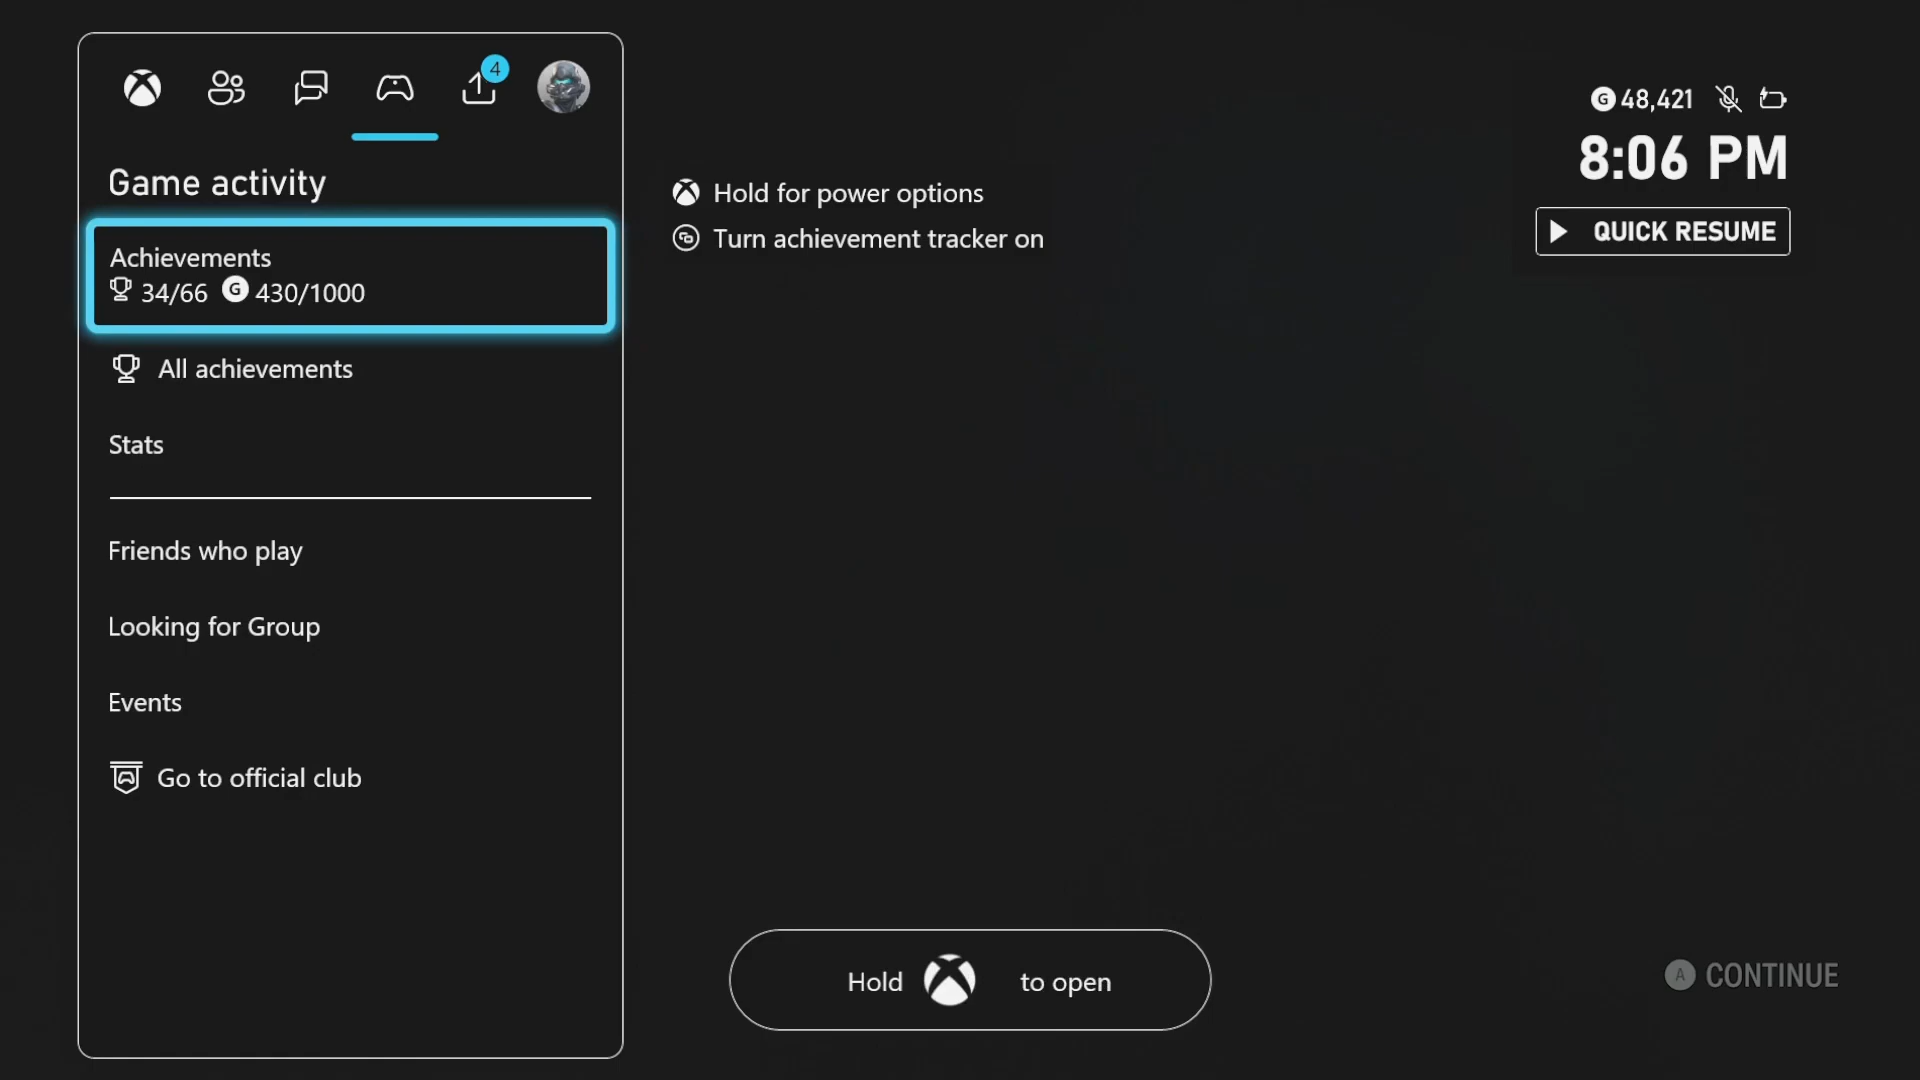 4
Game activity
Achievements
34/66 G 430/1000
All achievements
Stats
Friends who play
Looking for Group
Events
Go to official club
Hold for power options
Turn achievement tracker on
G 48,421
8:06 PM
QUICK RESUME
Hold to open
A CONTINUE